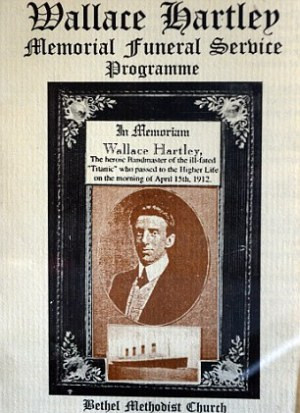 Wallace Hartley
Memorial Funeral Service
Programme
In Memoriam
Wallace Hartley,
The heroic Bandmaster of the ill-fated
"Titanic" who passed to the Higher Life
on the morning of April 15th, 1912.
Bethel Methodist Church